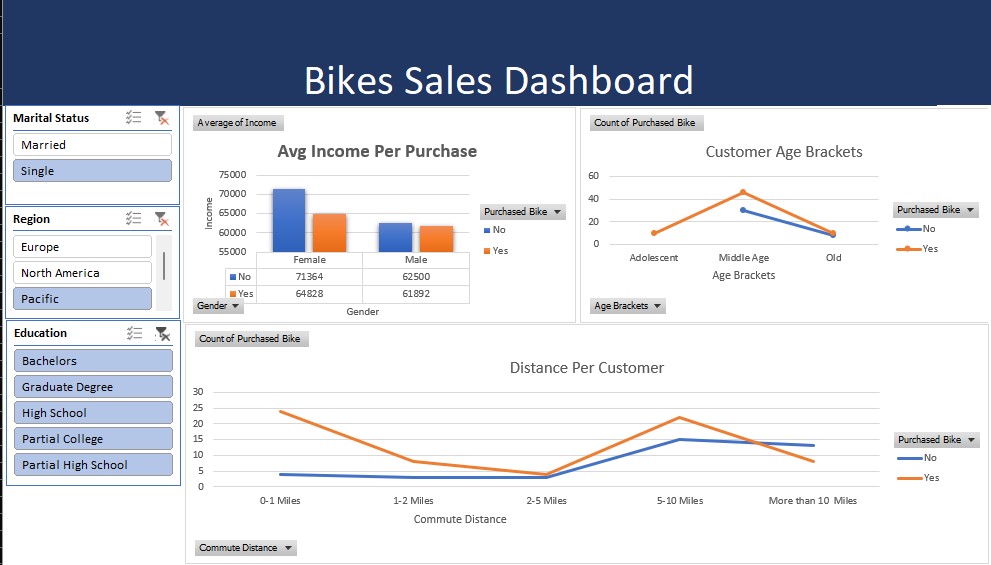 Bikes Sales Dashboard
Marital Status
Married
Single
Region
Europe
North America
Pacific
Education
Bachelors
Graduate Degree
High School
Partial College
Partial High School
Average of Income
Avg Income Per Purchase
Income
75000
70000
65000
60000
55000
Female Male
No 71364 62500
Yes 64828 61892
Gender
Gender
Purchased Bike
No
Yes
Count of Purchased Bike
Customer Age Brackets
60
40
20
0
Adolescent Middle Age Old
Age Brackets
Age Brackets
Purchased Bike
No
Yes
Count of Purchased Bike
Distance Per Customer
30
25
20
15
10
5
0
0-1 Miles 1-2 Miles 2-5 Miles 5-10 Miles More than 10 Miles
Commute Distance
Commute Distance
Purchased Bike
No
Yes